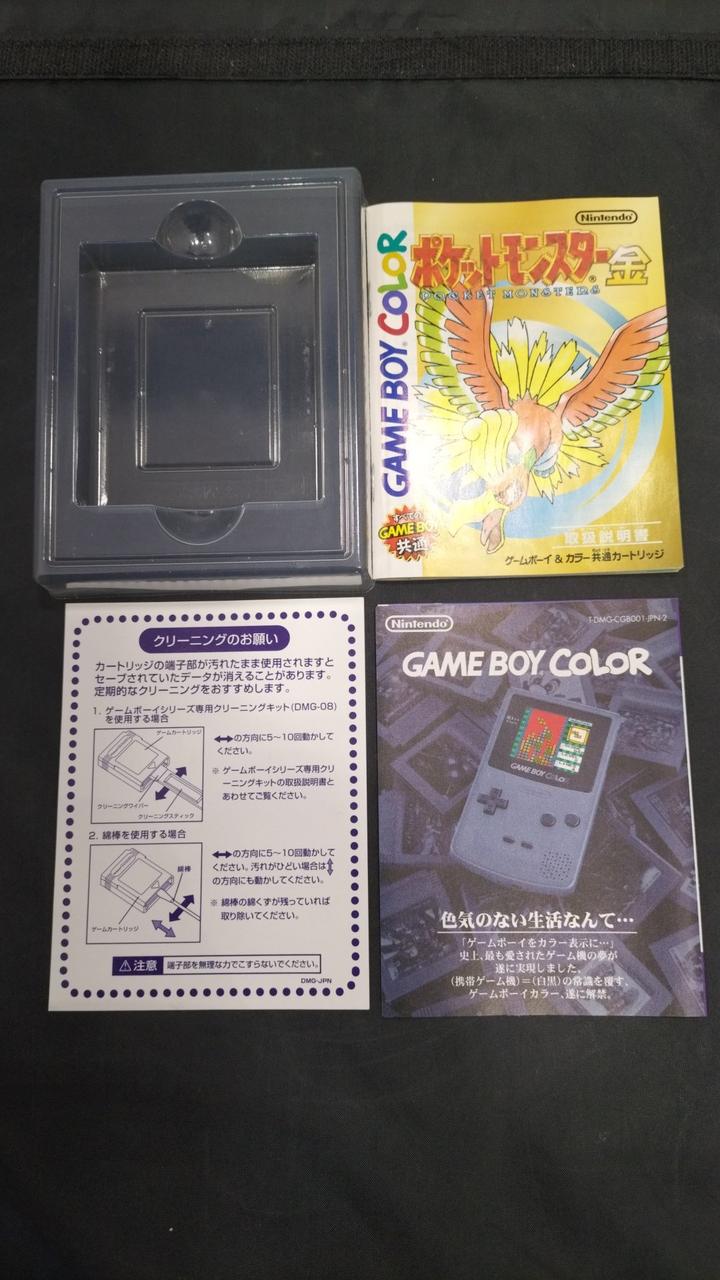 Nintendo
ポケットモンスター金
POCKET MONSTERS
GAME BOY COLOR
すべての
GAME BOY
共通
取扱説明書
ゲームボーイ & カラー共通カートリッジ
クリーニングのお願い
カートリッジの端子部が汚れたまま使用されますと
セーブされていたデータが消えることがあります。
定期的なクリーニングをおすすめします。
1. ゲームボーイシリーズ専用クリーニングキット(DMG-08)
を使用する場合
ゲームカートリッジ
クリーニングワイパー
クリーニングスティック
↔の方向に5〜10回動かして
ください。
※ ゲームボーイシリーズ専用クリ
ーニングキットの取扱説明書と
あわせてご覧ください。
2. 綿棒を使用する場合
綿棒
ゲームカートリッジ
↔の方向に5〜10回動かして
ください。汚れがひどい場合は↕
の方向にも動かしてください。
※ 綿棒の綿くずが残っていれば
取り除いてください。
⚠注意 端子部を無理な力でこすらないでください。
DMG-JPN
Nintendo
T-DMG-CGB001-JPN-2
GAME BOY COLOR
GAME BOY COLOR
色気のない生活なんて…
「ゲームボーイをカラー表示に…」
史上、最も愛されたゲーム機の夢が
遂に実現しました。
(携帯ゲーム機)=(白黒)の常識を覆す、
ゲームボーイカラー、遂に解禁。